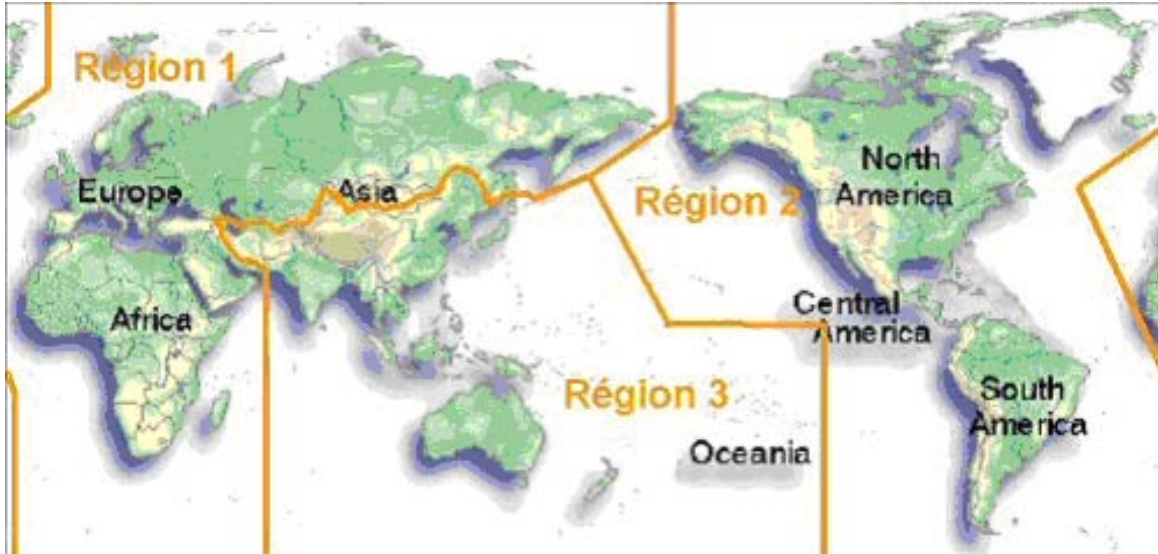 Région 1
North
America
Europe
Asia
Région 2
Central
America
Africa
Région 3
South
America
Oceania